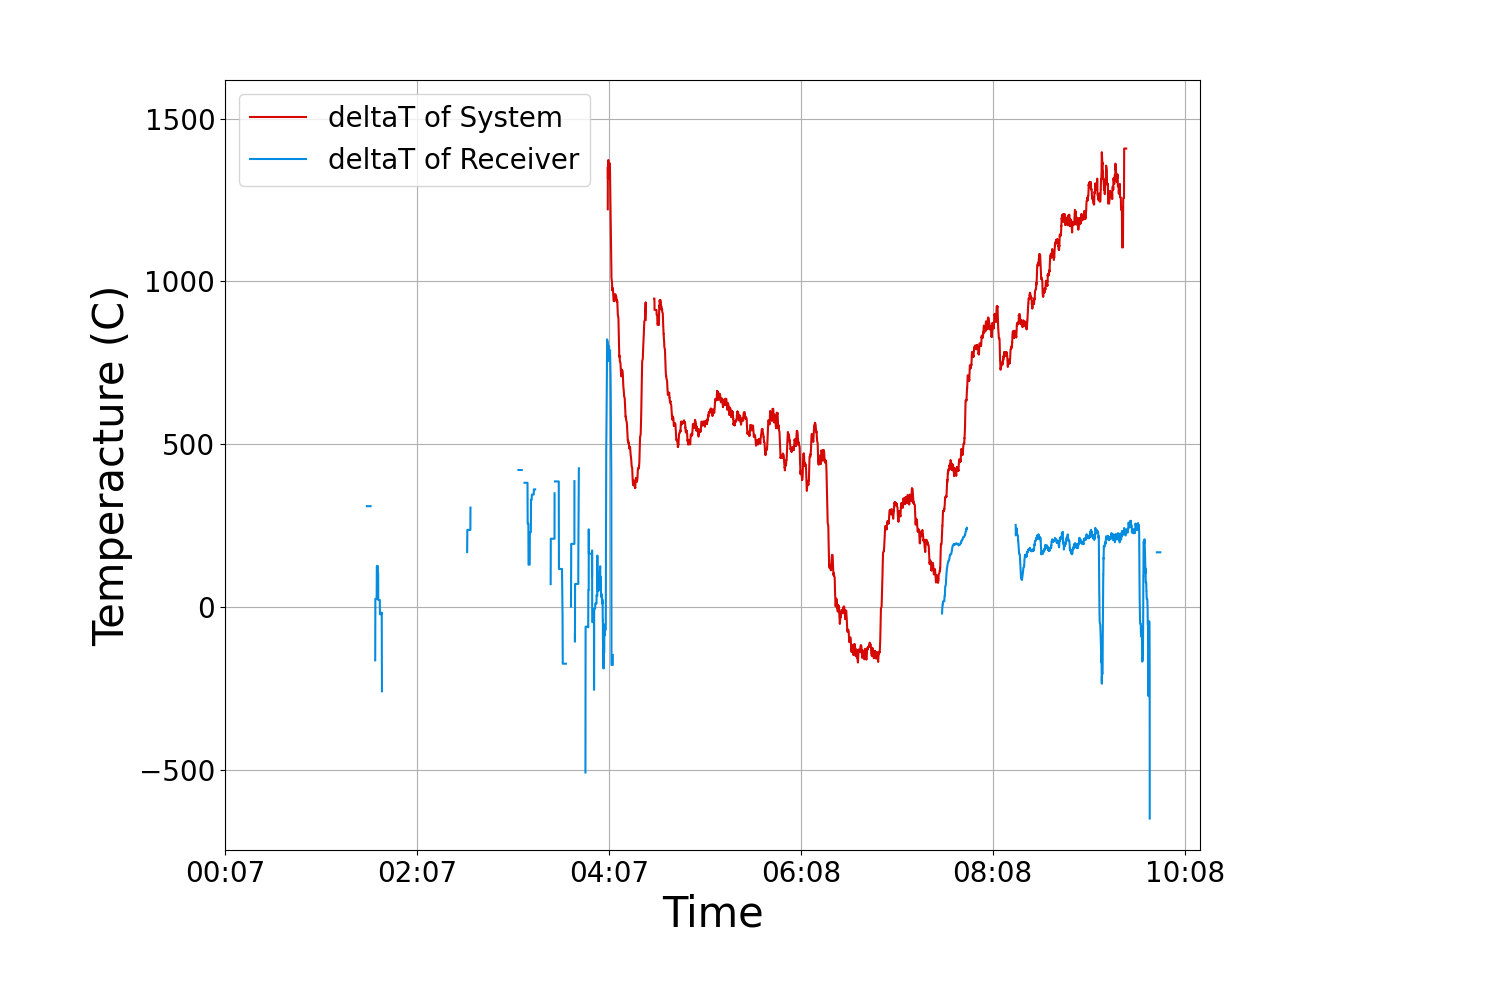 deltaT of System
deltaT of Receiver
1500
1000
500
0
−500
Temperacture (C)
00:07 02:07 04:07 06:08 08:08 10:08
Time